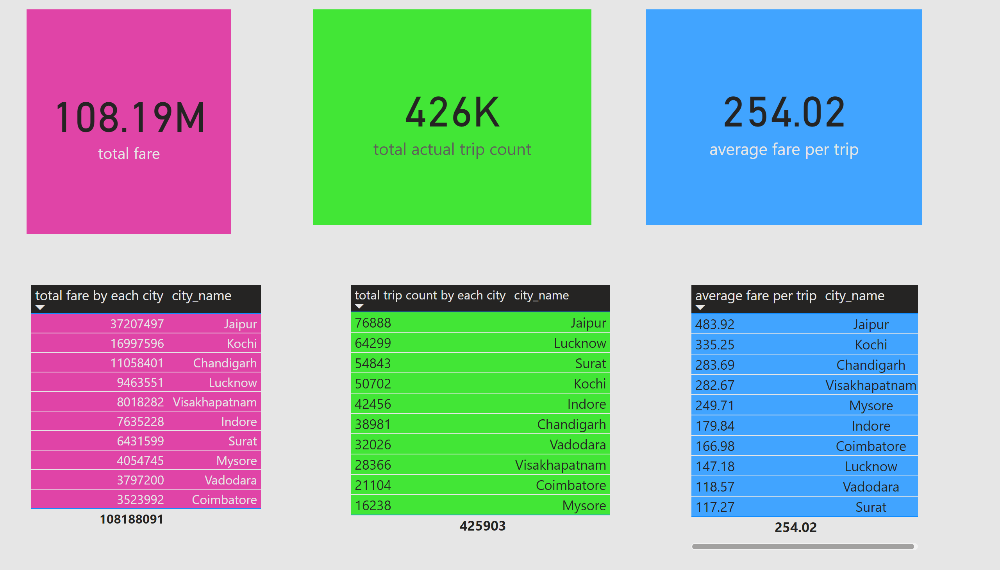 108.19M
total fare
426K
total actual trip count
254.02
average fare per trip
total fare by each city city_name
37207497 Jaipur
16997596 Kochi
11058401 Chandigarh
9463551 Lucknow
8018282 Visakhapatnam
7635228 Indore
6431599 Surat
4054745 Mysore
3797200 Vadodara
3523992 Coimbatore
108188091
total trip count by each city city_name
76888 Jaipur
64299 Lucknow
54843 Surat
50702 Kochi
42456 Indore
38981 Chandigarh
32026 Vadodara
28366 Visakhapatnam
21104 Coimbatore
16238 Mysore
425903
average fare per trip city_name
483.92 Jaipur
335.25 Kochi
283.69 Chandigarh
282.67 Visakhapatnam
249.71 Mysore
179.84 Indore
166.98 Coimbatore
147.18 Lucknow
118.57 Vadodara
117.27 Surat
254.02